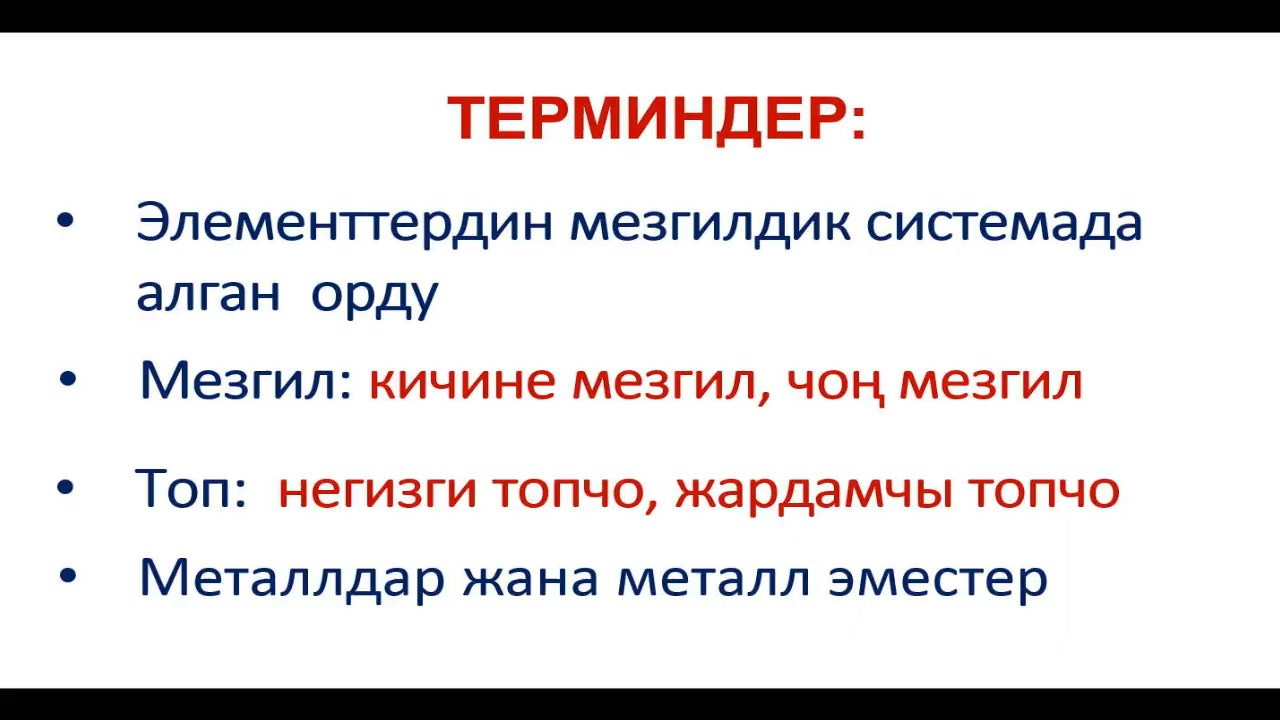 ТЕРМИНДЕР:
• Элементтердин мезгилдик системада
алган орду
• Мезгил: кичине мезгил, чоң мезгил
• Топ: негизги топчо, жардамчы топчо
• Металлдар жана металл эместер